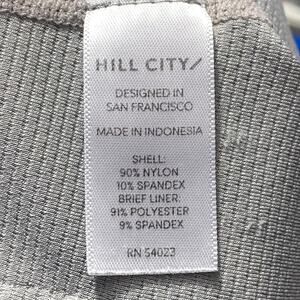 HILL CITY/
DESIGNED IN
SAN FRANCISCO
MADE IN INDONESIA
SHELL:
90% NYLON
10% SPANDEX
BRIEF LINER:
91% POLYESTER
9% SPANDEX
RN 54023